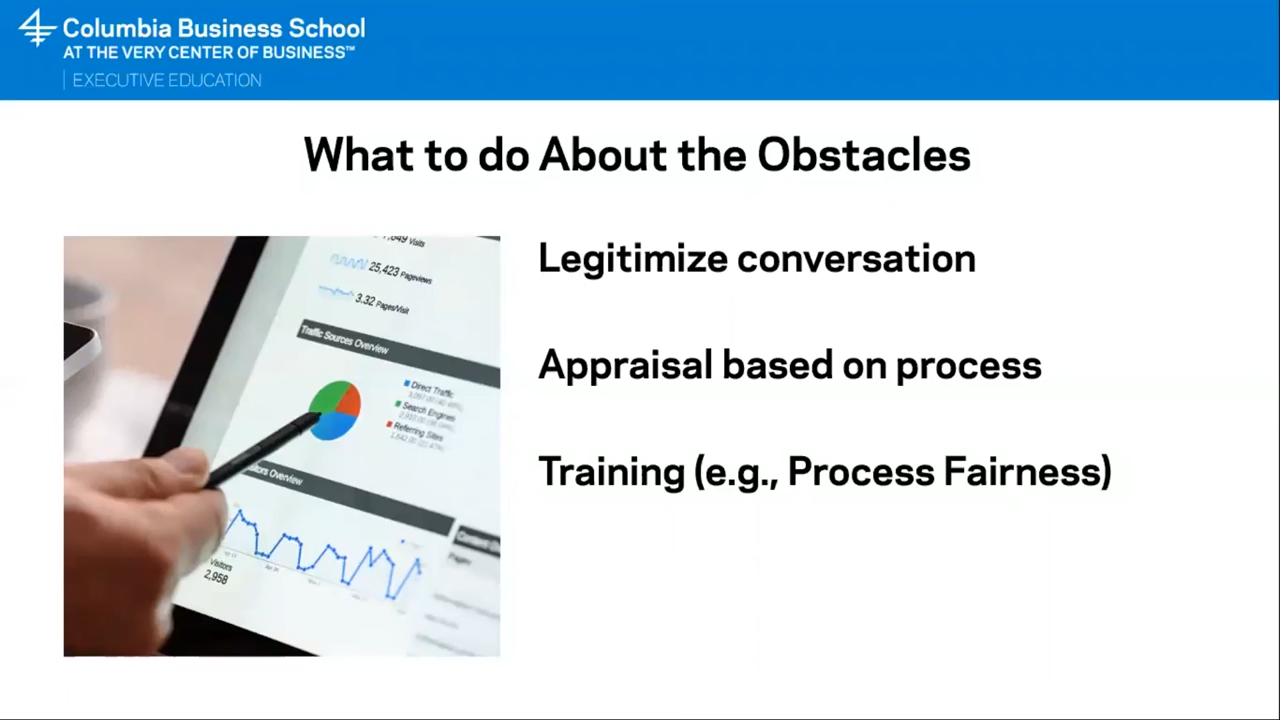 Columbia Business School
AT THE VERY CENTER OF BUSINESS™
EXECUTIVE EDUCATION
What to do About the Obstacles
Legitimize conversation
Appraisal based on process
Training (e.g., Process Fairness)
Visits
25,423 Pageviews
3.32 Pages/Visit
Traffic Sources Overview
Direct Traffic
Search Engines
Referring Sites
Overview
Visitors
2,958